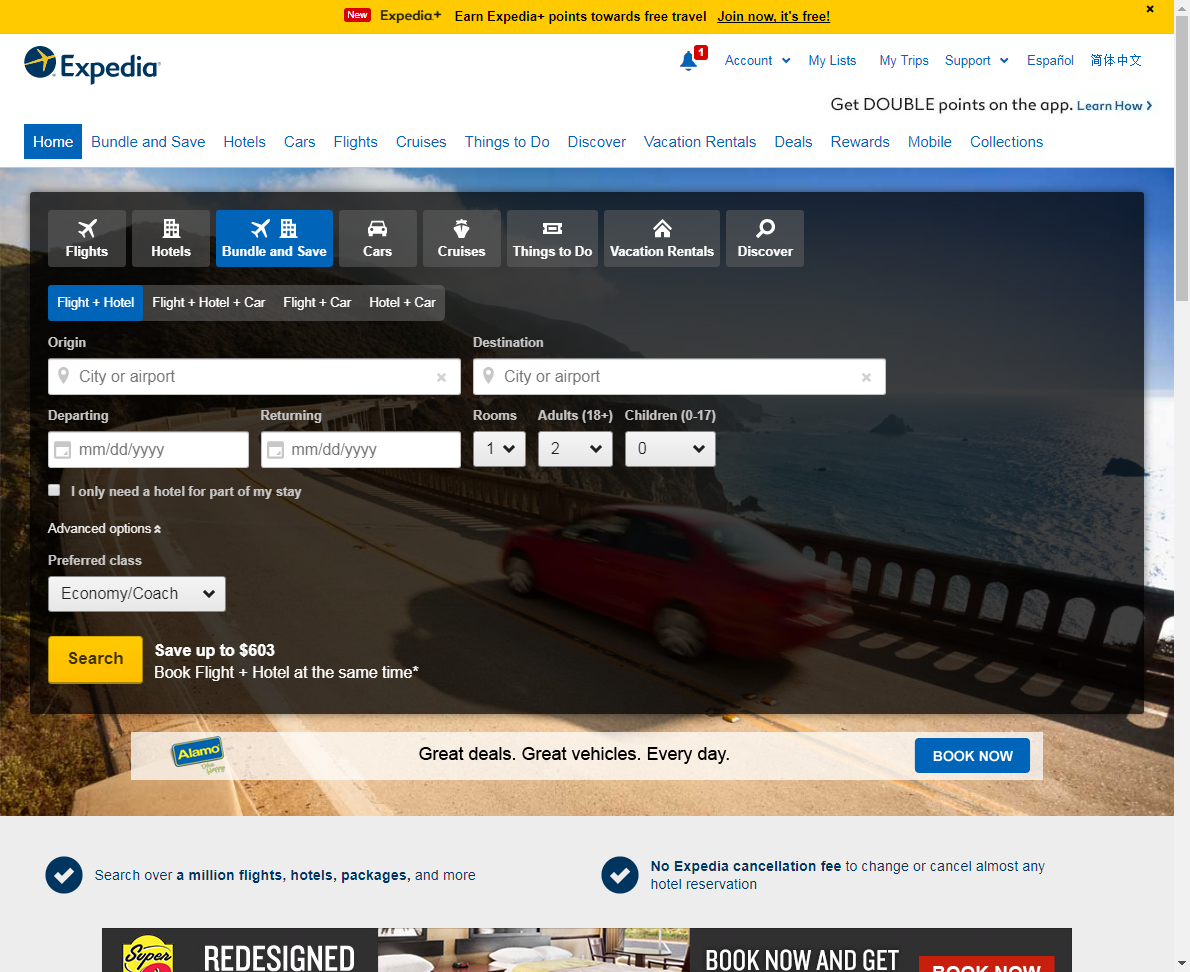 New Expedia+ Earn Expedia+ points towards free travel Join now, it's free!
Expedia
1 Account My Lists My Trips Support Español 简体中文
Get DOUBLE points on the app. Learn How
Home Bundle and Save Hotels Cars Flights Cruises Things to Do Discover Vacation Rentals Deals Rewards Mobile Collections
Flights Hotels Bundle and Save Cars Cruises Things to Do Vacation Rentals Discover
Flight + Hotel Flight + Hotel + Car Flight + Car Hotel + Car
Origin Destination
City or airport City or airport
Departing Returning Rooms Adults (18+) Children (0-17)
mm/dd/yyyy mm/dd/yyyy 1 2 0
I only need a hotel for part of my stay
Advanced options
Preferred class
Economy/Coach
Search
Save up to $603
Book Flight + Hotel at the same time*
Alamo Great deals. Great vehicles. Every day. BOOK NOW
Search over a million flights, hotels, packages, and more
No Expedia cancellation fee to change or cancel almost any
hotel reservation
Super REDESIGNED BOOK NOW AND GET
BOOK NOW